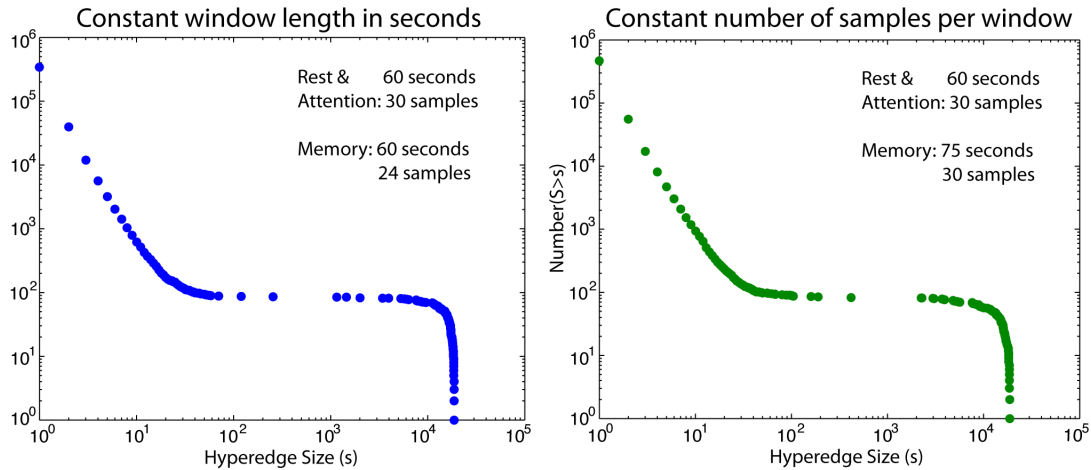 Constant window length in seconds
10^6
10^5
10^4
10^3
10^2
10^1
10^0
Rest & 60 seconds
Attention: 30 samples
Memory: 60 seconds
24 samples
10^0 10^1 10^2 10^3 10^4 10^5
Hyperedge Size (s)
Constant number of samples per window
Number(S>s)
10^6
10^5
10^4
10^3
10^2
10^1
10^0
Rest & 60 seconds
Attention: 30 samples
Memory: 75 seconds
30 samples
10^0 10^1 10^2 10^3 10^4 10^5
Hyperedge Size (s)